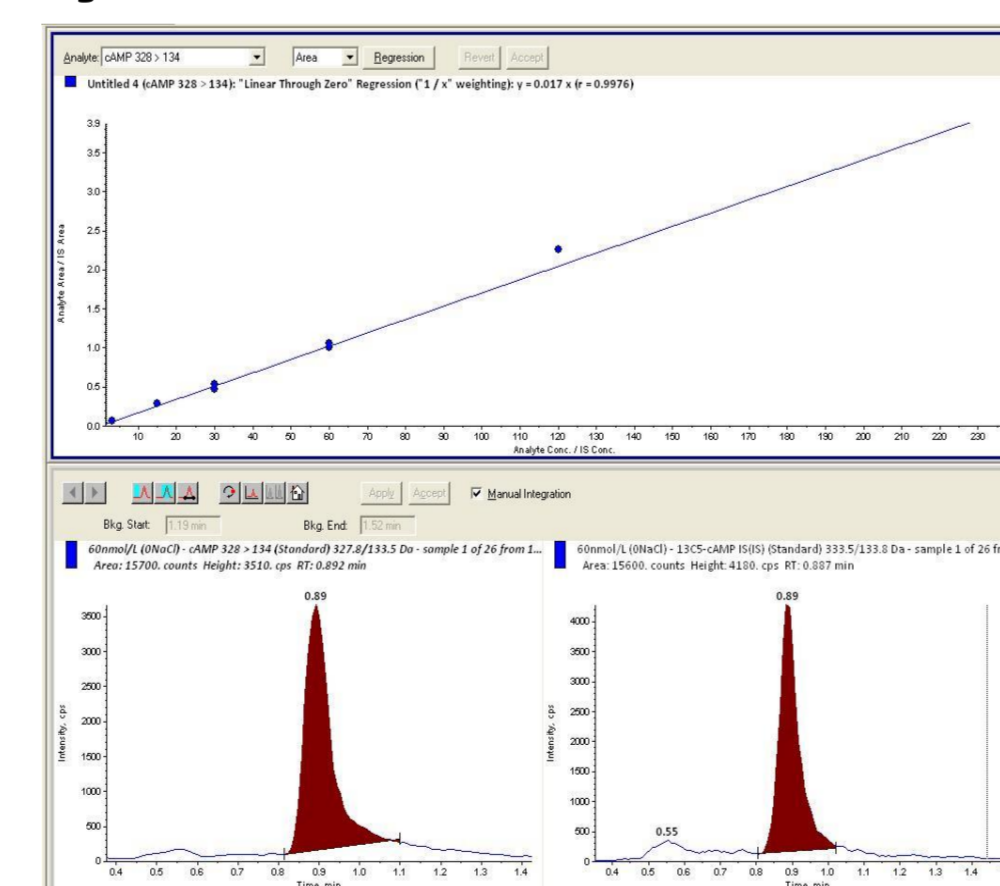 Analyte: cAMP 328 > 134 Area Regression Revert Accept
Untitled 4 (cAMP 328 > 134): "Linear Through Zero" Regression ("1 / x" weighting): y = 0.017 x (r = 0.9976)
3.9
3.5
3.0
2.5
2.0
1.5
1.0
0.5
0.0
Analyte Area / IS Area
10 20 30 40 50 60 70 80 90 100 110 120 130 140 150 160 170 180 190 200 210 220 230
Analyte Conc. / IS Conc.
Apply Accept Manual Integration
Bkg. Start: 1.19 min Bkg. End: 1.52 min
60nmol/L (0NaCl) - cAMP 328 > 134 (Standard) 327.8/133.5 Da - sample 1 of 26 from 1...
Area: 15700. counts Height: 3510. cps RT: 0.892 min
0.89
3500
3000
2500
2000
1500
1000
500
0
Intensity, cps
0.4 0.5 0.6 0.7 0.8 0.9 1.0 1.1 1.2 1.3 1.4
Time, min
60nmol/L (0NaCl) - 13C5-cAMP IS(IS) (Standard) 333.5/133.8 Da - sample 1 of 26
Area: 15600. counts Height: 4180. cps RT: 0.887 min
0.89
4000
3500
3000
2500
2000
1500
1000
500
0
Intensity, cps
0.55
0.4 0.5 0.6 0.7 0.8 0.9 1.0 1.1 1.2 1.3 1.4
Time, min